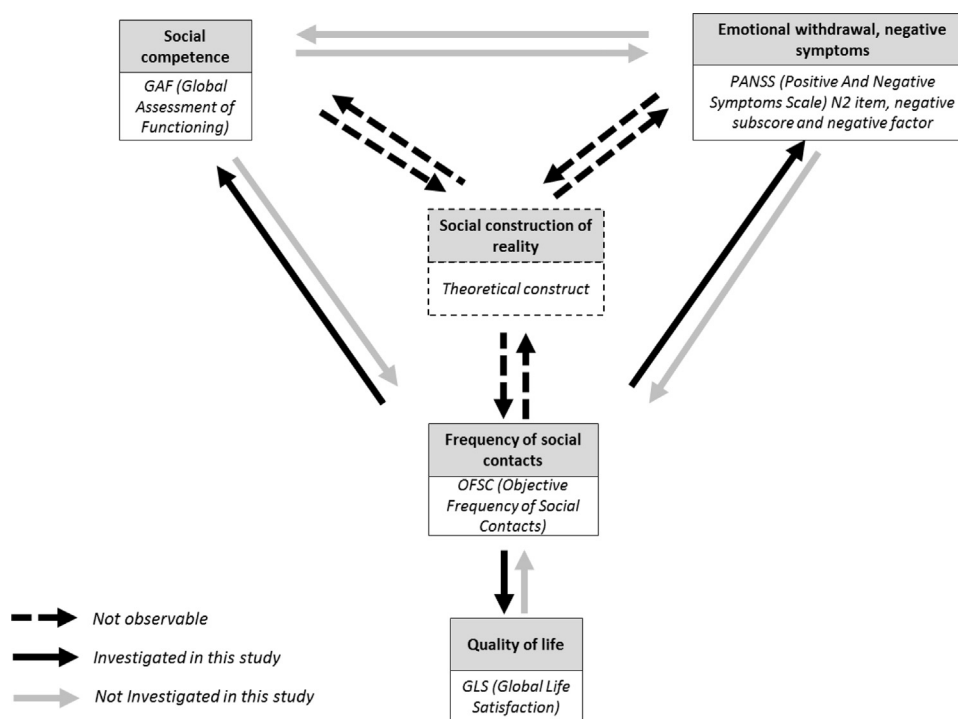 Social
competence
GAF (Global
Assessment of
Functioning)
Emotional withdrawal, negative
symptoms
PANSS (Positive And Negative
Symptoms Scale) N2 item, negative
subscore and negative factor
Social construction of
reality
Theoretical construct
Frequency of social
contacts
OFSC (Objective
Frequency of Social
Contacts)
Quality of life
GLS (Global Life
Satisfaction)
Not observable
Investigated in this study
Not Investigated in this study